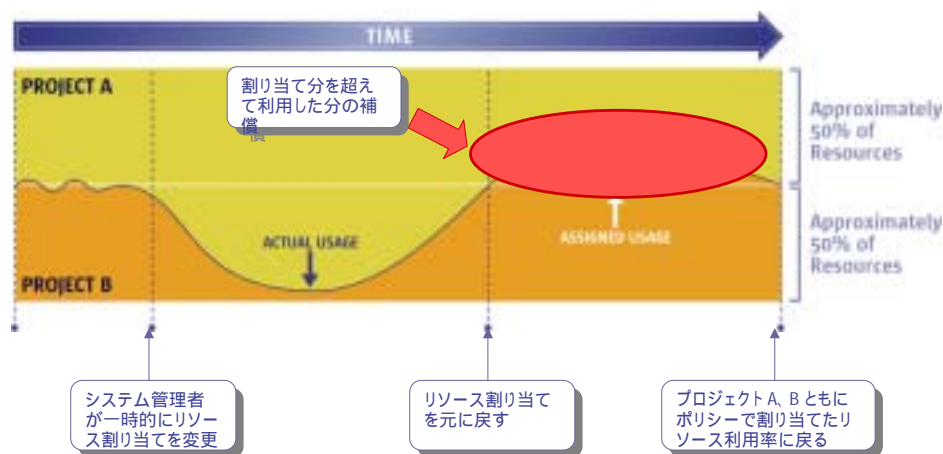 TIME
PROJECT A
割り当て分を超え
て利用した分の補
償
Approximately
50% of
Resources
ACTUAL USAGE
ASSIGNED USAGE
Approximately
50% of
Resources
PROJECT B
システム管理者
が一時的にリソー
ス割り当てを変更
リソース割り当て
を元に戻す
プロジェクトA、Bともに
ポリシーで割り当てたリ
ソース利用率に戻る